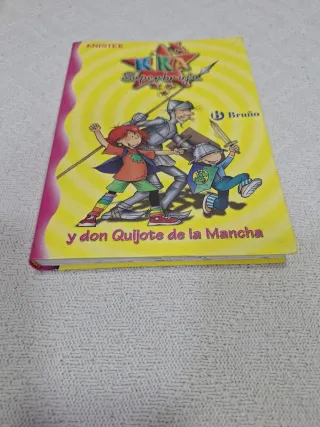 KNISTER
KIKA
Superbruja
Bruño
y don Quijote de la Mancha